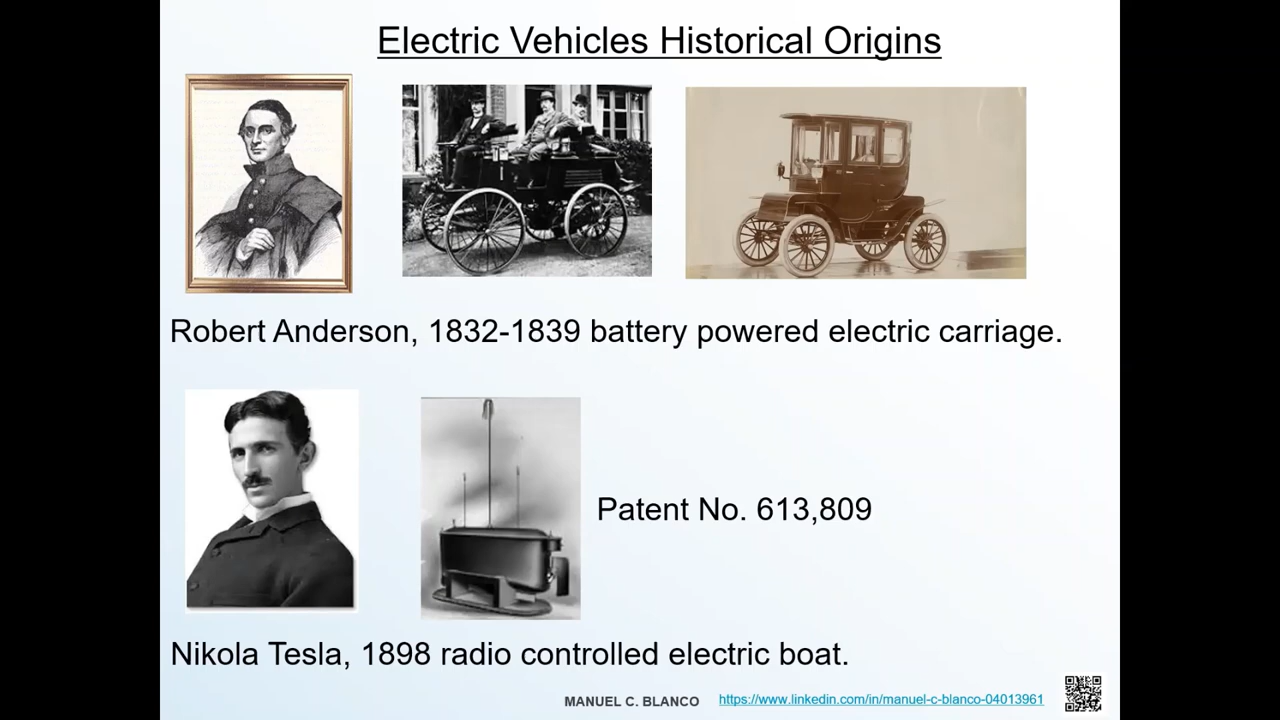 Electric Vehicles Historical Origins
Robert Anderson, 1832-1839 battery powered electric carriage.
Patent No. 613,809
Nikola Tesla, 1898 radio controlled electric boat.
MANUEL C. BLANCO https://www.linkedin.com/in/manuel-c-blanco-04013961